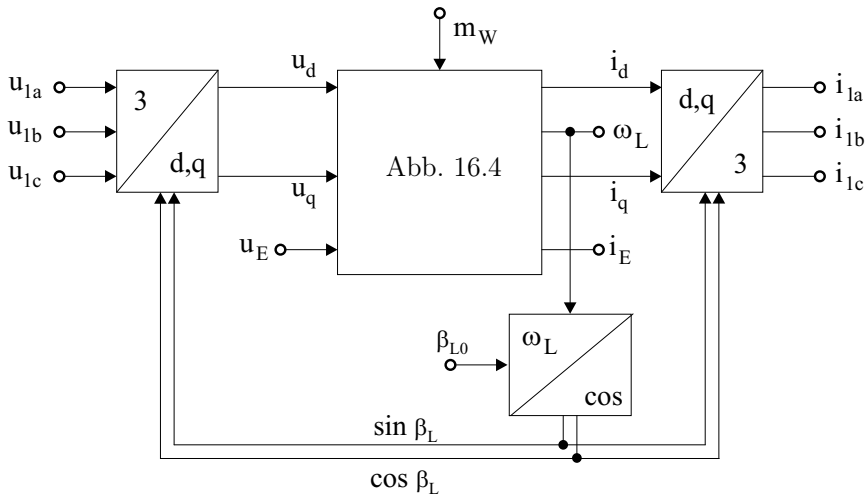 m_W
u_1a
u_1b
u_1c
3
d,q
u_d
u_q
u_E
Abb. 16.4
i_d
ω_L
i_q
i_E
d,q
3
i_1a
i_1b
i_1c
β_L0
ω_L
cos
sin β_L
cos β_L